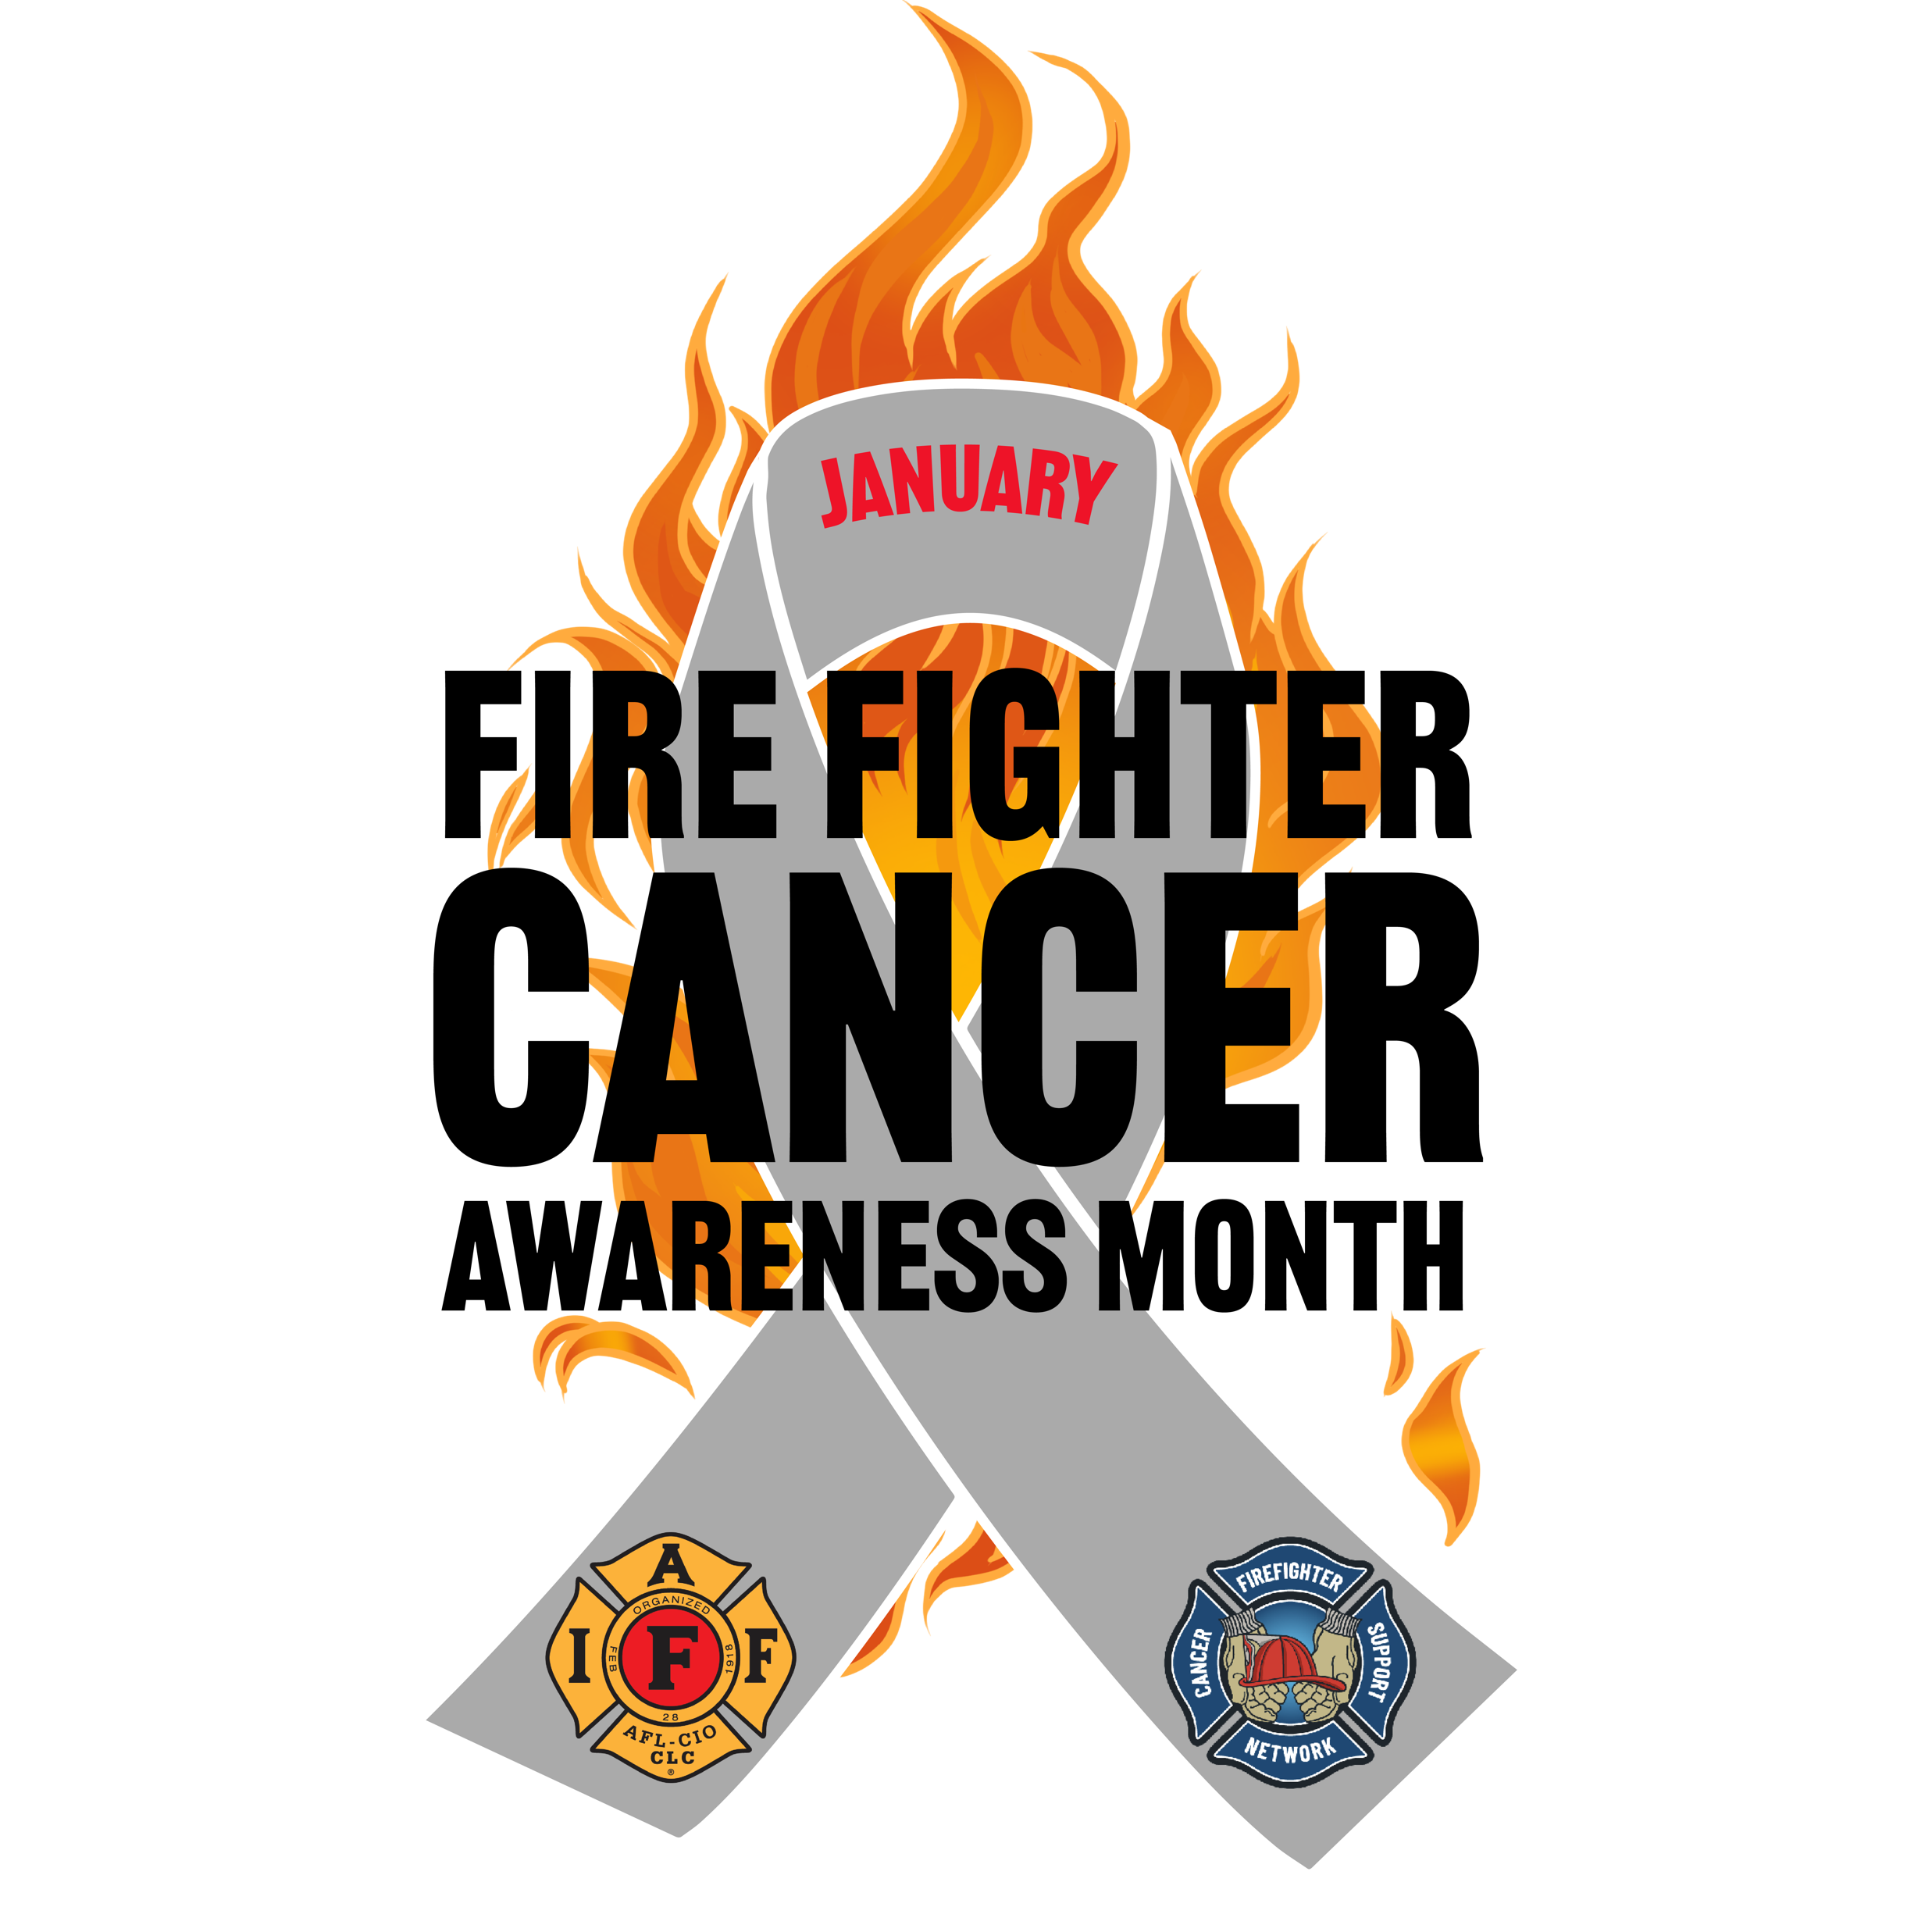 JANUARY
FIRE FIGHTER
CANCER
AWARENESS MONTH
A
ORGANIZED
I F F
FEB 1918
28
AFL-CIO
CLC
®
FIREFIGHTER
CANCER SUPPORT
NETWORK